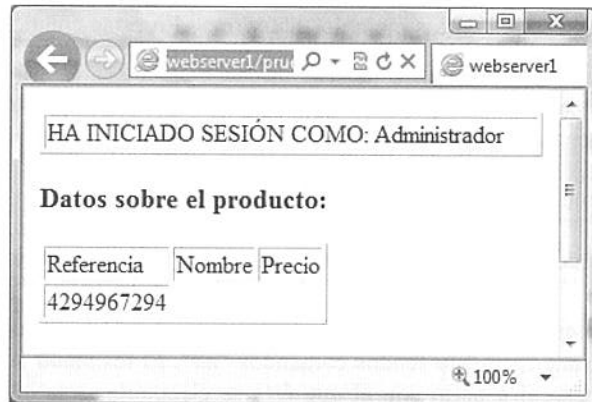 webserver1/prue
webserver1
HA INICIADO SESIÓN COMO: Administrador
Datos sobre el producto:
Referencia Nombre Precio
4294967294
100%